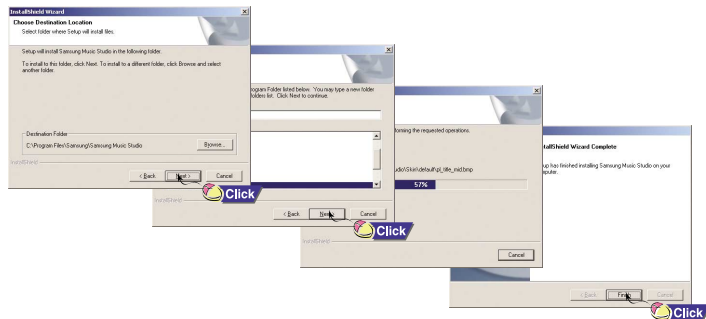 InstallShield Wizard
Choose Destination Location
Select folder where Setup will install files.
Setup will install Samsung Music Studio in the following folder.
To install to this folder, click Next. To install to a different folder, click Browse and select
another folder.
Destination Folder
C:\Program Files\Samsung\Samsung Music Studio
Browse...
InstallShield
< Back
Next >
Cancel
Click
rogram Folder listed below. You may type a new folder
folders list. Click Next to continue.
InstallShield
< Back
Next >
Cancel
Click
forming the requested operations.
udio\Skin\default\pl_title_mid.bmp
57%
InstallShield
Cancel
tallShield Wizard Complete
up has finished installing Samsung Music Studio on your
mputer.
< Back
Finish
Cancel
Click